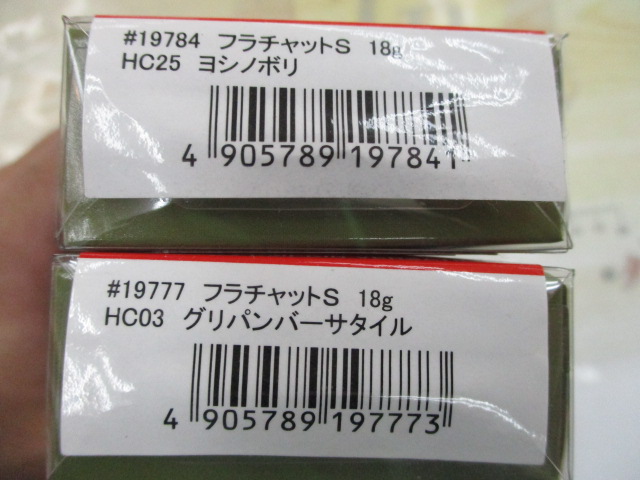 #19784 フラチャットS 18g
HC25 ヨシノボリ
4 905789 197841
#19777 フラチャットS 18g
HC03 グリパンバーサタイル
4 905789 197773